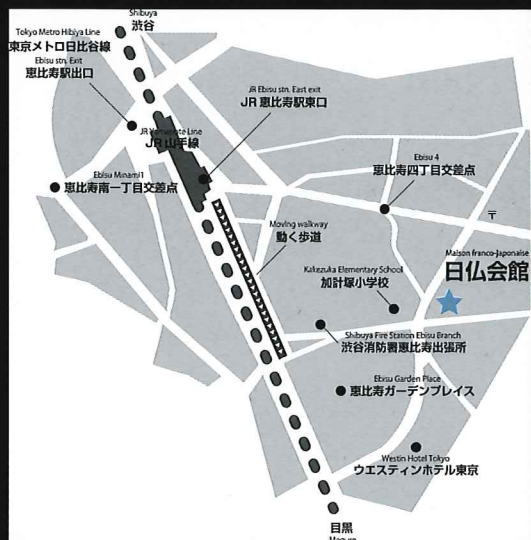 Shibuya
渋谷
Tokyo Metro Hibiya Line
東京メトロ日比谷線
Ebisu stn. Exit
恵比寿駅出口
JR Ebisu stn. East exit
JR 恵比寿駅東口
JR Yamanote Line
JR 山手線
Ebisu 4
恵比寿四丁目交差点
Ebisu Minami1
恵比寿南一丁目交差点
〒
Moving walkway
動く歩道
Maison franco-japonaise
日仏会館
Kakezuka Elementary School
加計塚小学校
Shibuya Fire Station Ebisu Branch
渋谷消防署恵比寿出張所
Ebisu Garden Place
恵比寿ガーデンプレイス
Westin Hotel Tokyo
ウエスティンホテル東京
目黒